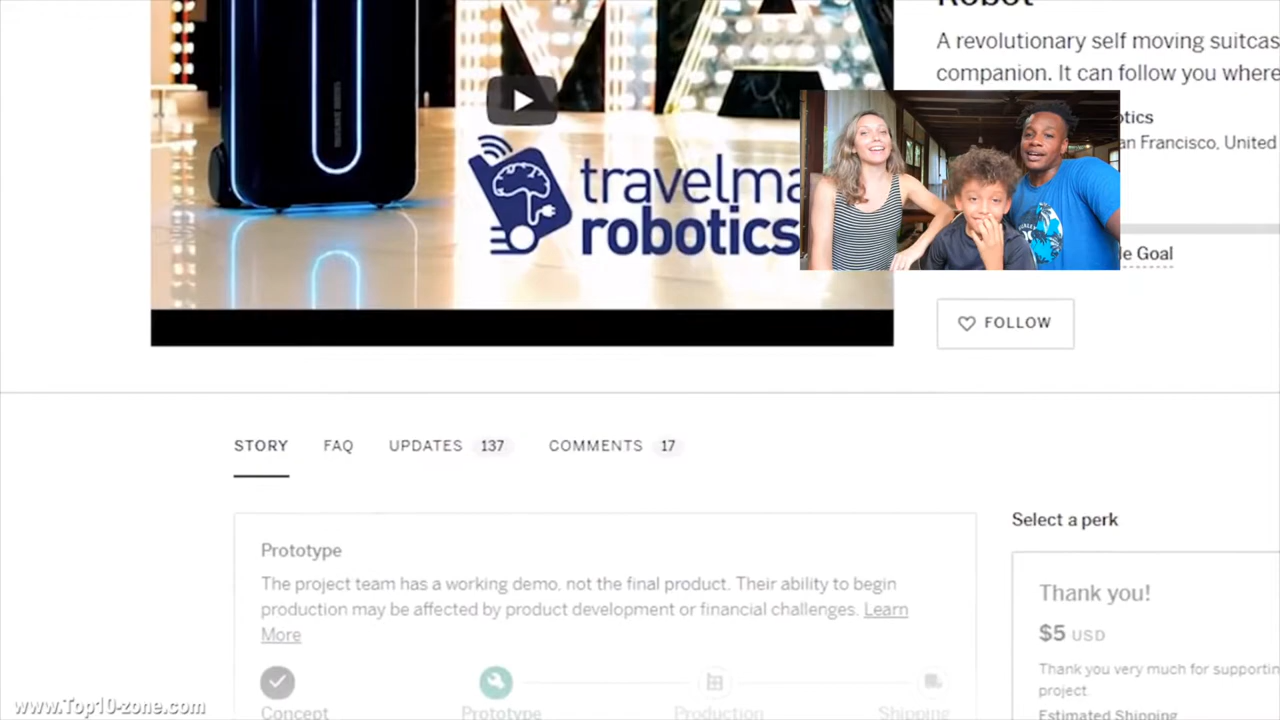 Robot
A revolutionary self moving suitcas
companion. It can follow you where
MA
otics
an Francisco, United
travelma
robotics
le Goal
FOLLOW
STORY FAQ UPDATES 137 COMMENTS 17
Prototype
The project team has a working demo, not the final product. Their ability to begin
production may be affected by product development or financial challenges. Learn
More
Concept Prototype Production Shipping
Select a perk
Thank you!
$5 USD
Thank you very much for supportin
project.
Estimated Shipping
www.Top10-zone.com